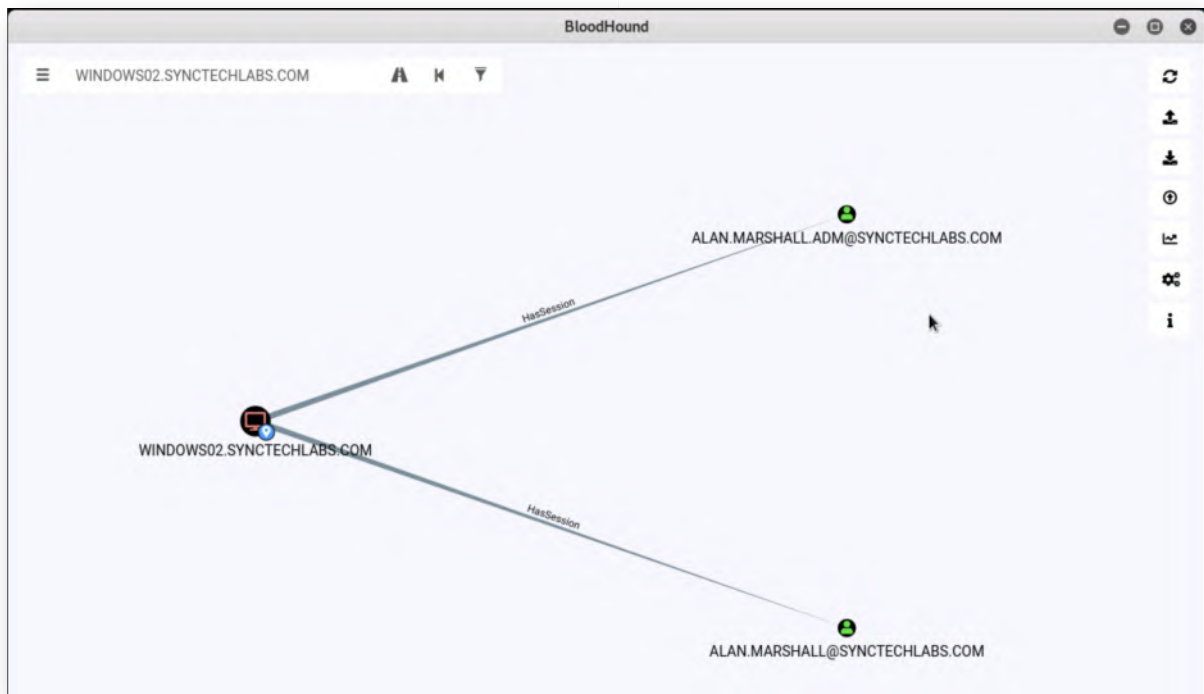 BloodHound
WINDOWS02.SYNCTECHLABS.COM
ALAN.MARSHALL.ADM@SYNCTECHLABS.COM
HasSession
WINDOWS02.SYNCTECHLABS.COM
HasSession
ALAN.MARSHALL@SYNCTECHLABS.COM